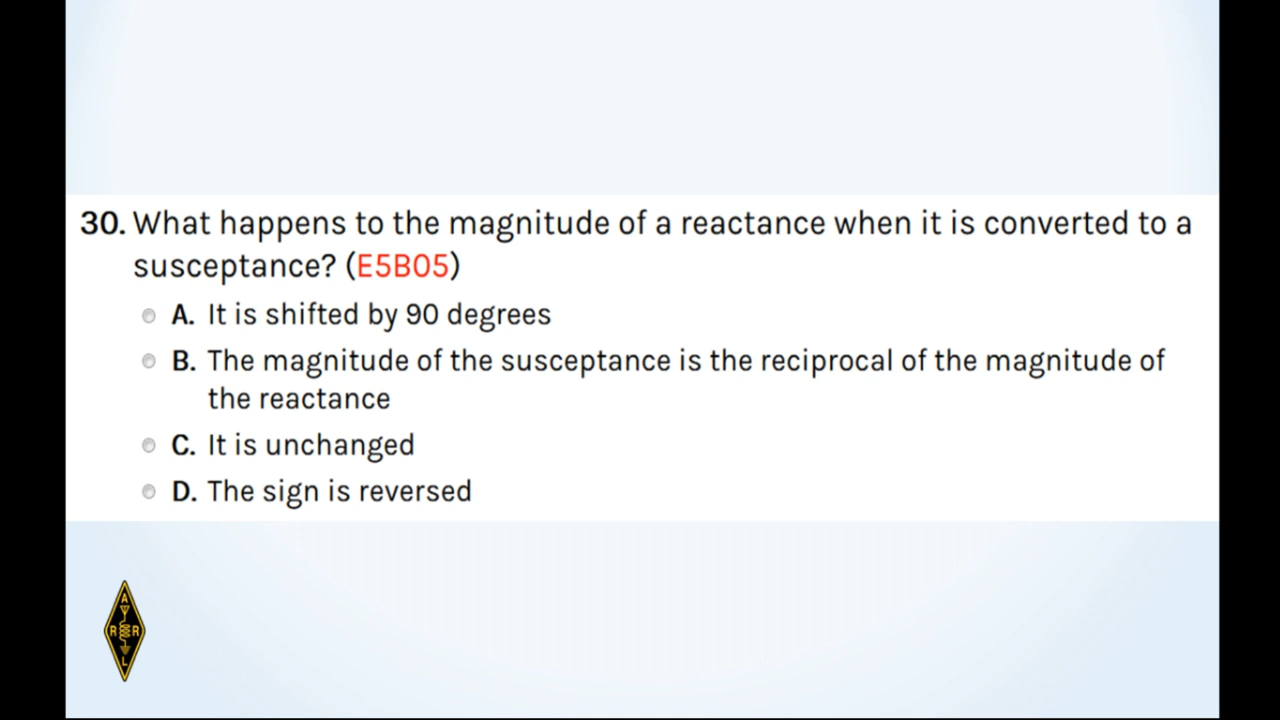 30. What happens to the magnitude of a reactance when it is converted to a
susceptance? (E5B05)
A. It is shifted by 90 degrees
B. The magnitude of the susceptance is the reciprocal of the magnitude of
the reactance
C. It is unchanged
D. The sign is reversed
A
R R
L